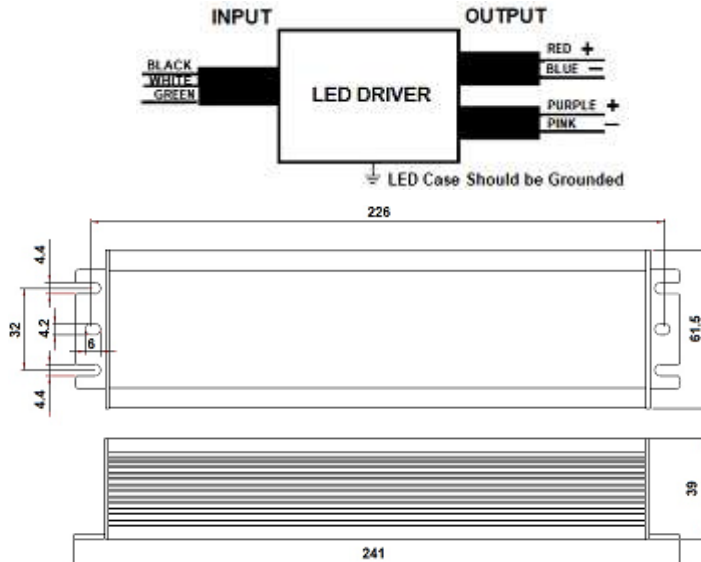 INPUT
OUTPUT
BLACK
WHITE
GREEN
LED DRIVER
RED +
BLUE −
PURPLE +
PINK −
LED Case Should be Grounded
226
4.4
32
4.2
6
4.4
61.5
39
241